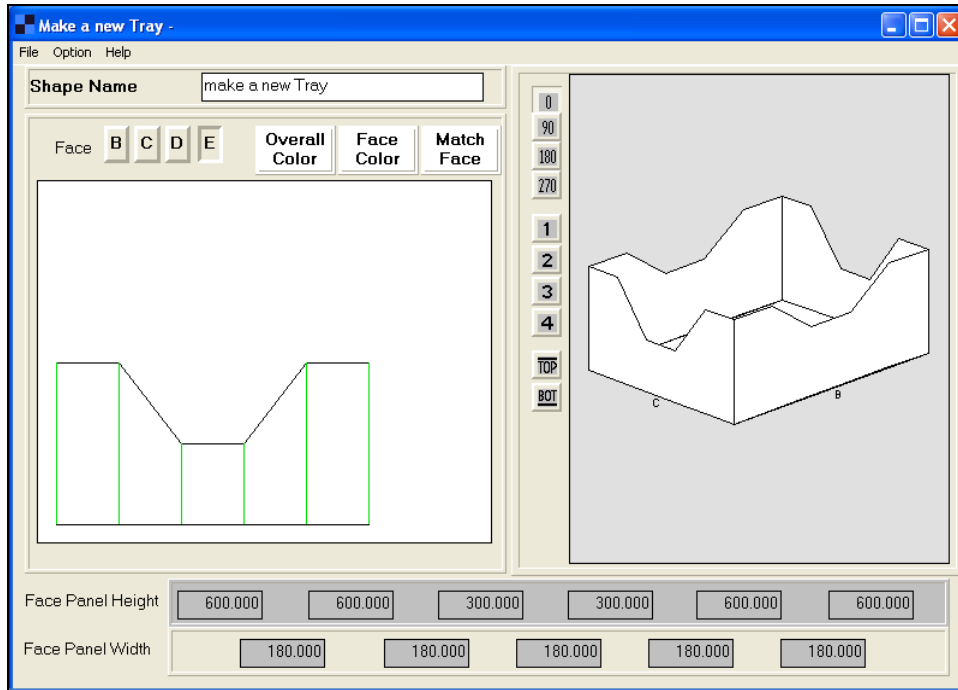 Make a new Tray -
File Option Help
Shape Name make a new Tray
Face B C D E
Overall Color
Face Color
Match Face
0
90
180
270
1
2
3
4
TOP
BOT
C
B
Face Panel Height 600.000 600.000 300.000 300.000 600.000 600.000
Face Panel Width 180.000 180.000 180.000 180.000 180.000